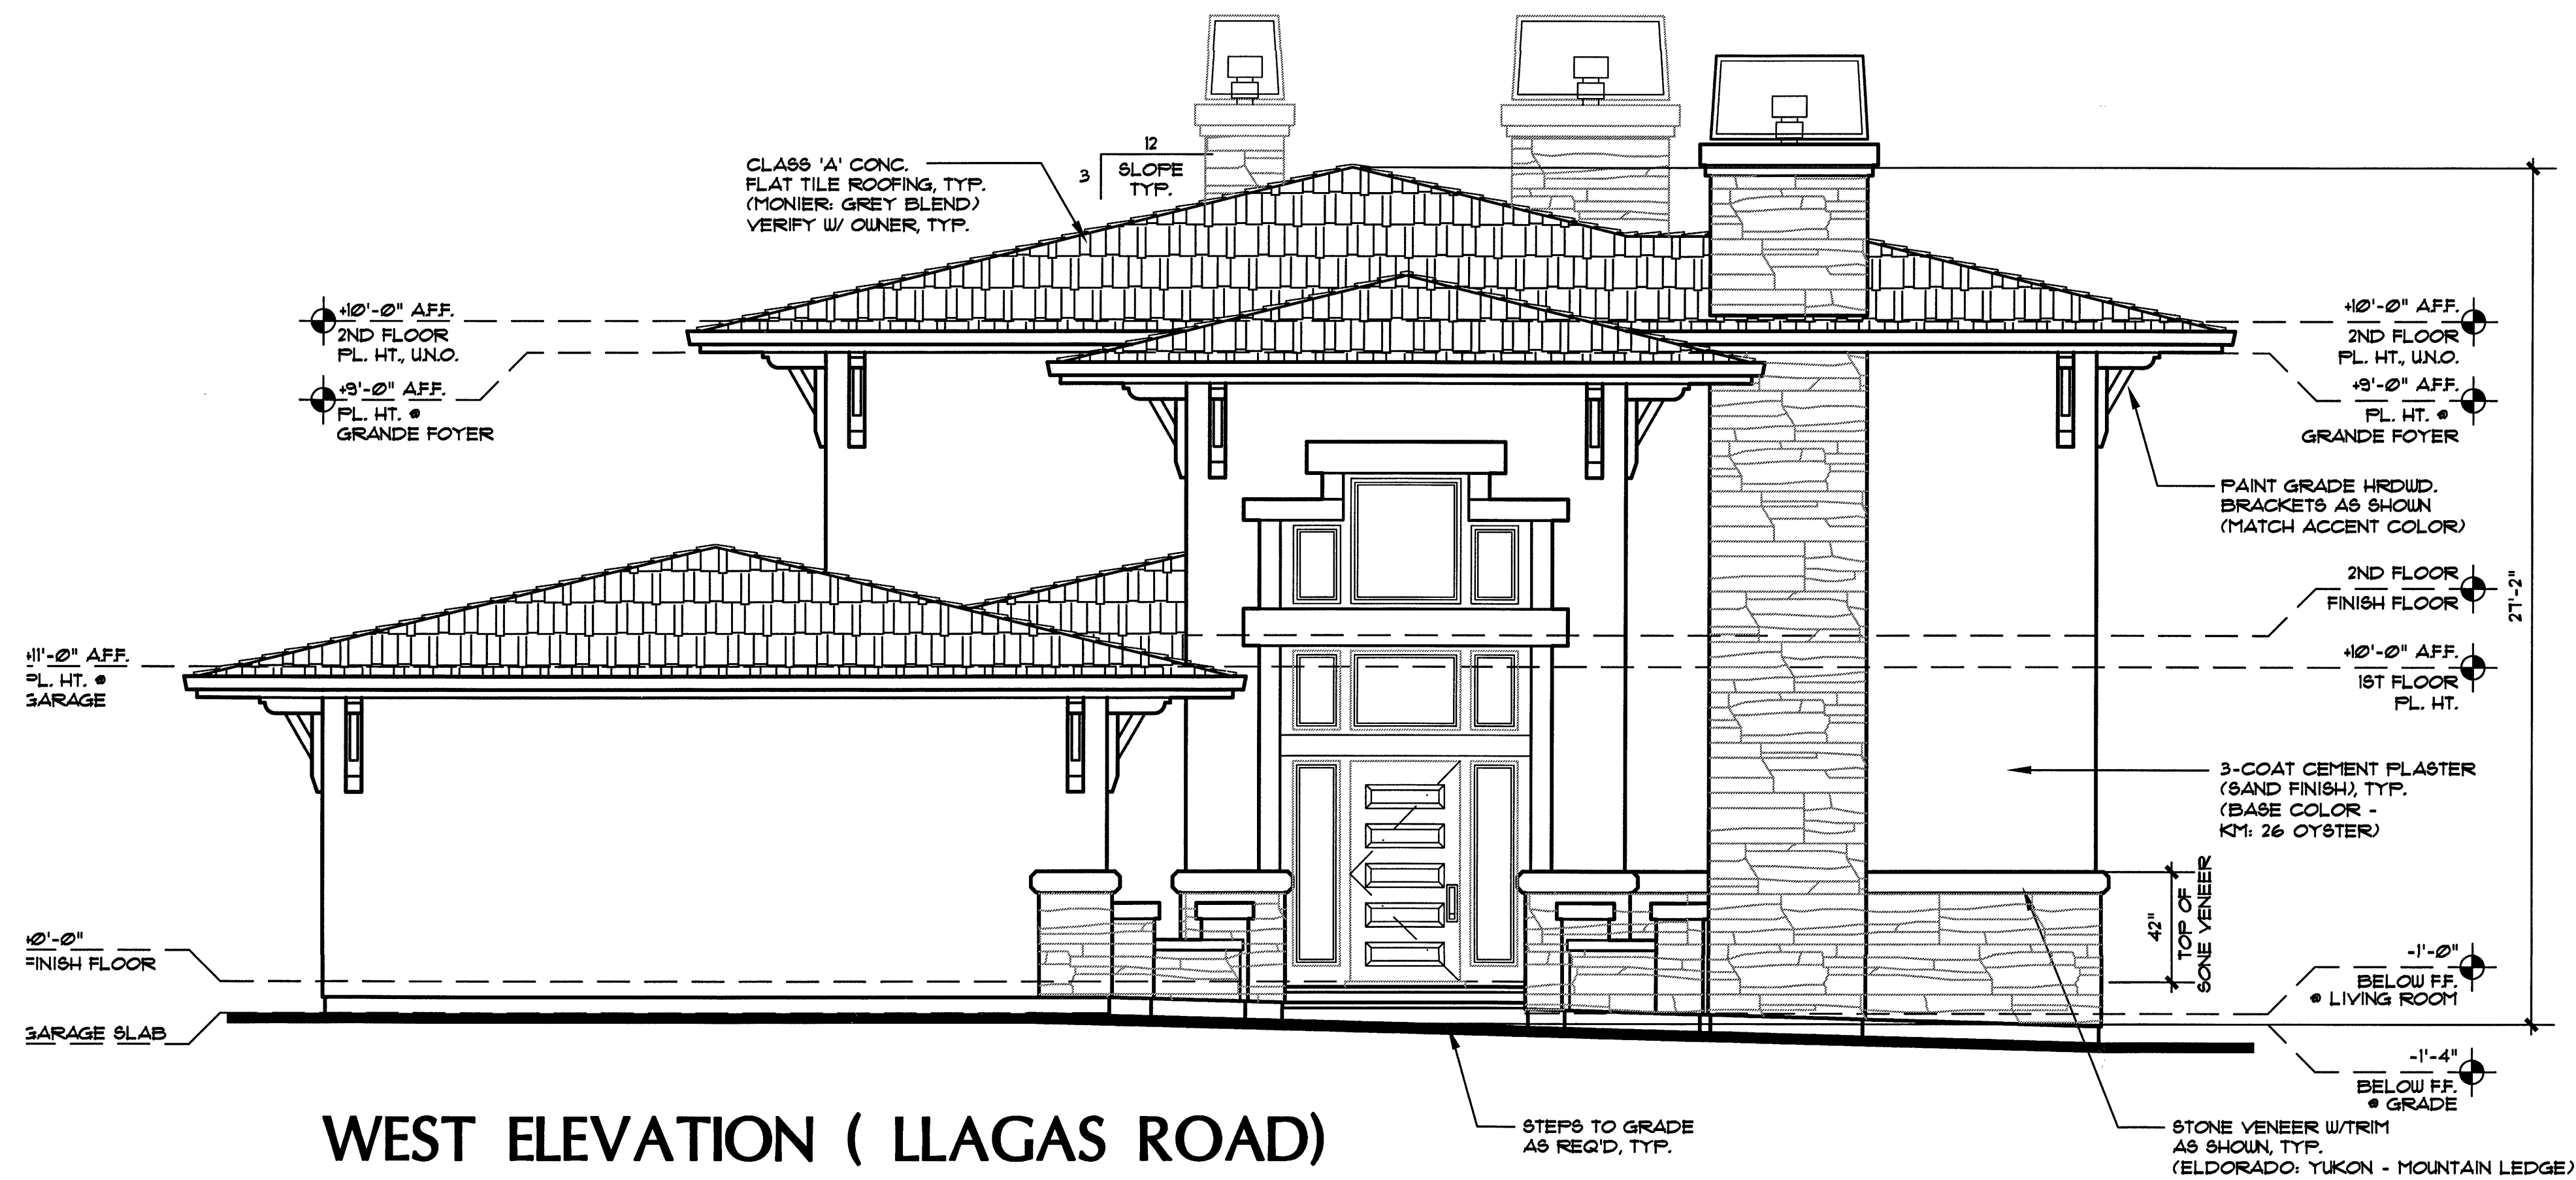 12
3
SLOPE
TYP.
CLASS 'A' CONC.
FLAT TILE ROOFING, TYP.
(MONIER: GREY BLEND)
VERIFY W/ OWNER, TYP.
+10'-0" A.F.F.
2ND FLOOR
PL. HT., U.N.O.
+9'-0" A.F.F.
PL. HT. @
GRANDE FOYER
+10'-0" A.F.F.
2ND FLOOR
PL. HT., U.N.O.
+9'-0" A.F.F.
PL. HT. @
GRANDE FOYER
PAINT GRADE HRDWD.
BRACKETS AS SHOWN
(MATCH ACCENT COLOR)
2ND FLOOR
FINISH FLOOR
27'-2"
+11'-0" A.F.F.
PL. HT. @
GARAGE
+10'-0" A.F.F.
1ST FLOOR
PL. HT.
3-COAT CEMENT PLASTER
(SAND FINISH), TYP.
(BASE COLOR -
KM: 26 OYSTER)
42"
TOP OF
SONE VENEER
+0'-0"
FINISH FLOOR
GARAGE SLAB
-1'-0"
BELOW F.F.
@ LIVING ROOM
-1'-4"
BELOW F.F.
@ GRADE
STEPS TO GRADE
AS REQ'D, TYP.
STONE VENEER W/TRIM
AS SHOWN, TYP.
(ELDORADO: YUKON - MOUNTAIN LEDGE)
WEST ELEVATION ( LLAGAS ROAD)